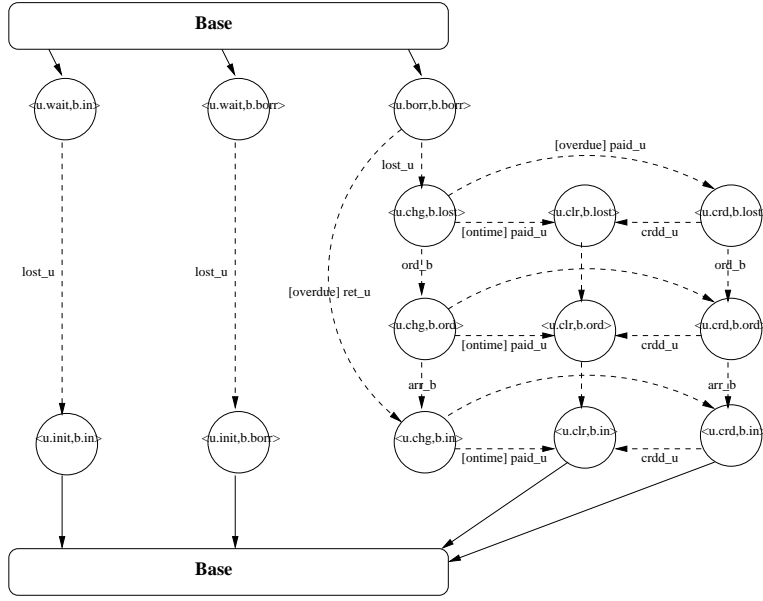 Base
<u.wait,b.in>
<u.wait,b.borr>
<u.borr,b.borr>
[overdue] paid_u
lost_u
<u.chg,b.lost>
<u.clr,b.lost>
<u.crd,b.lost>
[ontime] paid_u
crdd_u
ord_b
ord_b
lost_u
lost_u
[overdue] ret_u
<u.chg,b.ord>
<u.clr,b.ord>
<u.crd,b.ord>
[ontime] paid_u
crdd_u
arr_b
arr_b
<u.init,b.in>
<u.init,b.borr>
<u.chg,b.in>
<u.clr,b.in>
<u.crd,b.in>
[ontime] paid_u
crdd_u
Base